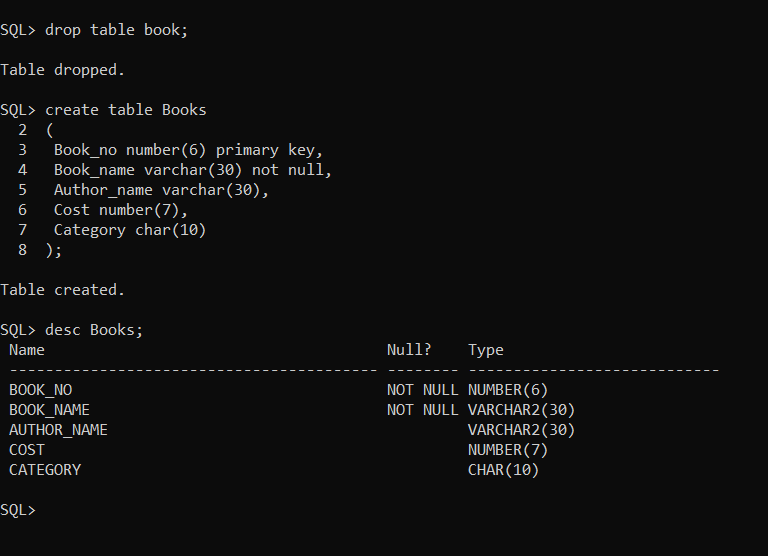 SQL> drop table book;
Table dropped.
SQL> create table Books
  2  (
  3   Book_no number(6) primary key,
  4   Book_name varchar(30) not null,
  5   Author_name varchar(30),
  6   Cost number(7),
  7   Category char(10)
  8  );
Table created.
SQL> desc Books;
 Name                                      Null?    Type
 ----------------------------------------- -------- ----------------------------
 BOOK_NO                                   NOT NULL NUMBER(6)
 BOOK_NAME                                 NOT NULL VARCHAR2(30)
 AUTHOR_NAME                                        VARCHAR2(30)
 COST                                               NUMBER(7)
 CATEGORY                                           CHAR(10)
SQL>